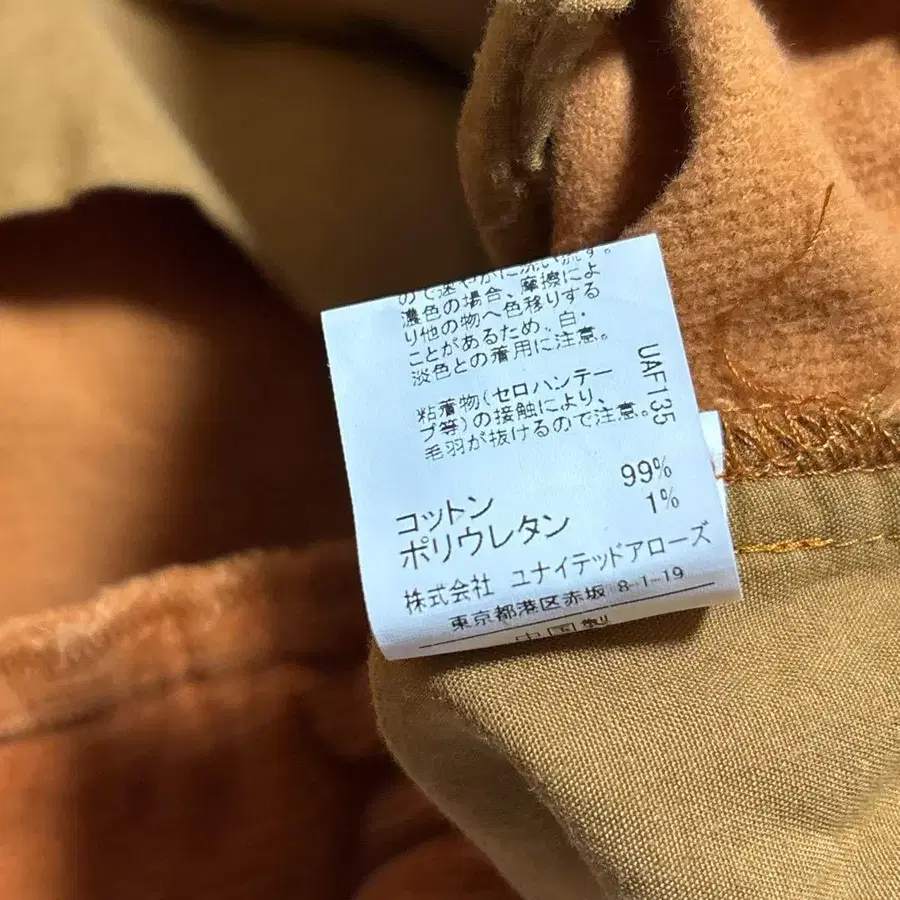 ので速やかに洗い流す。
濃色の場合、摩擦によ
り他の物へ色移りする
ことがあるため、白・
淡色との着用に注意。
粘着物(セロハンテー
プ等)の接触により、
毛羽が抜けるので注意。
UAF135
コットン 99%
ポリウレタン 1%
株式会社 ユナイテッドアローズ
東京都港区赤坂 8-1-19
中国製